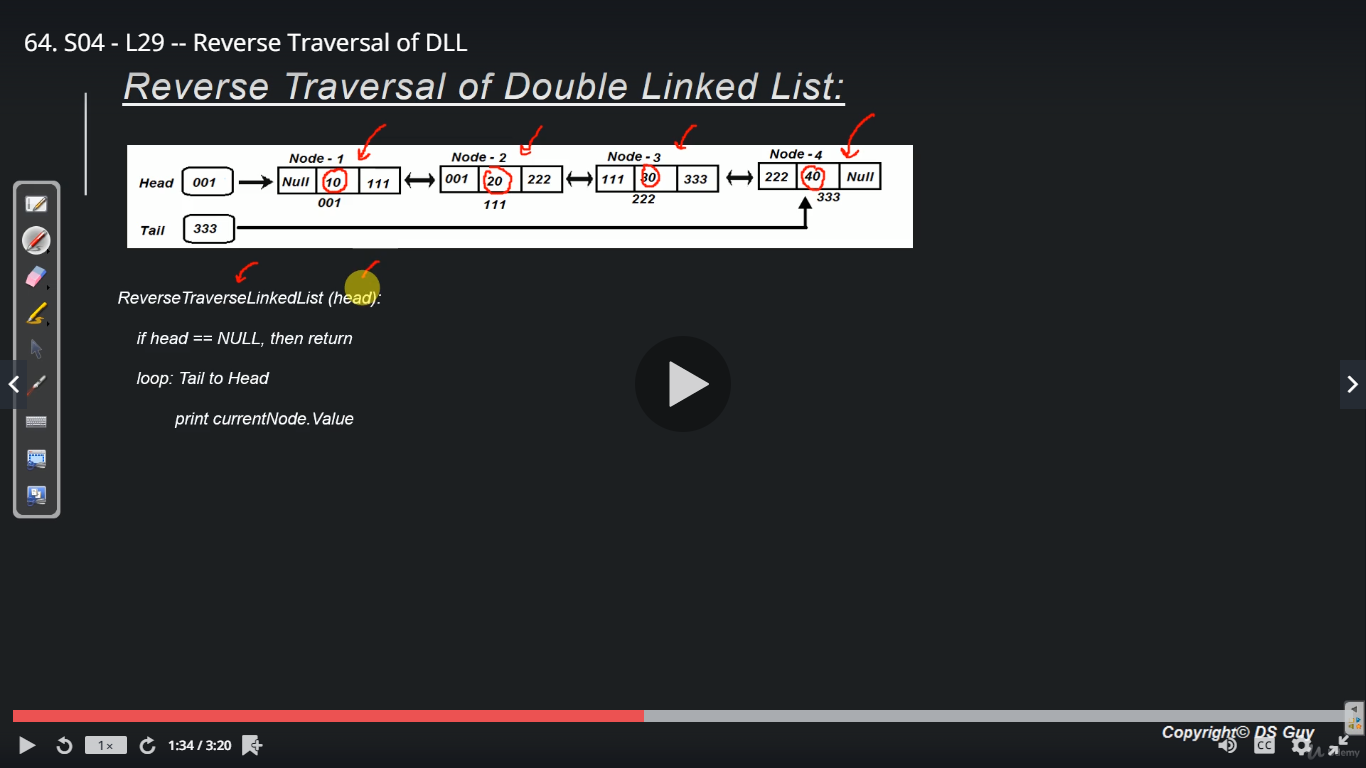 64. S04 - L29 -- Reverse Traversal of DLL
Reverse Traversal of Double Linked List:
Node - 1 Node - 2 Node - 3 Node - 4
Head 001 Null 10 111 001 20 222 111 30 333 222 40 Null
001 111 222 333
Tail 333
ReverseTraverseLinkedList (head):
if head == NULL, then return
loop: Tail to Head
print currentNode.Value
Copyright© DS Guy
1× 1:34 / 3:20 CC